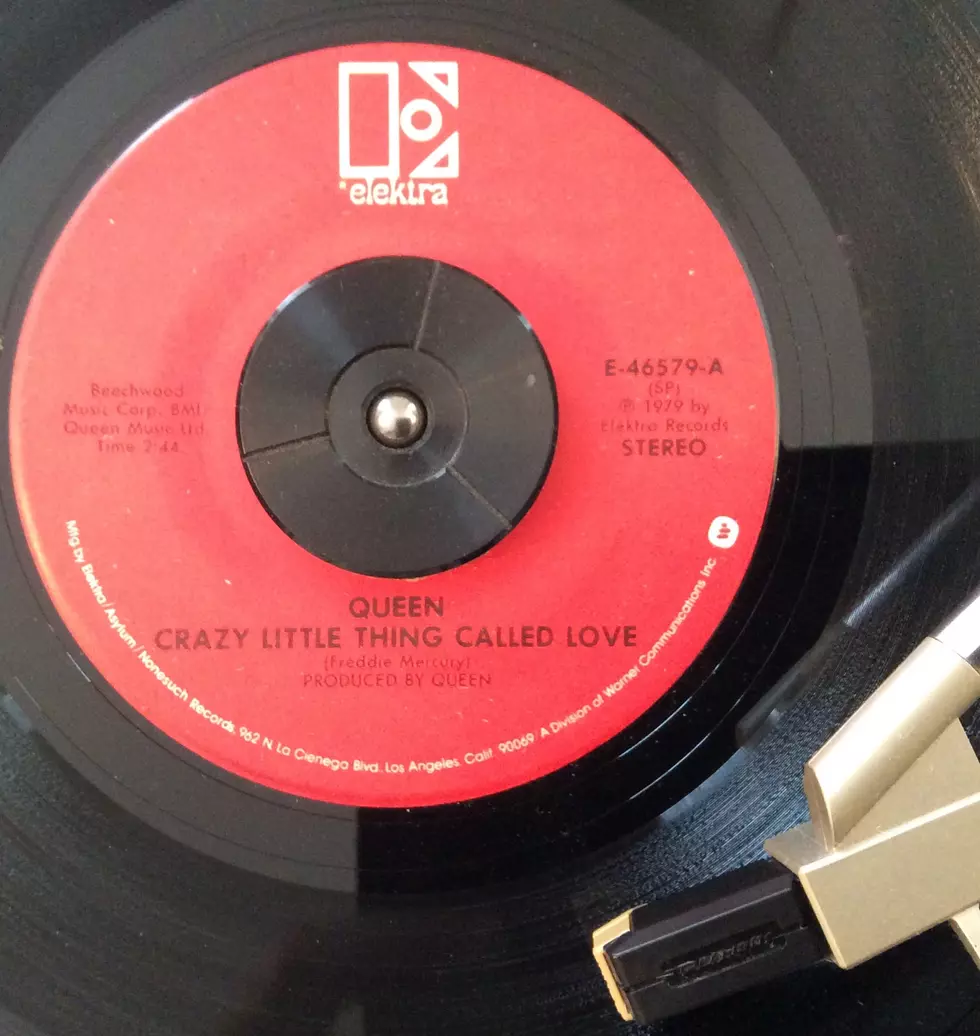 elektra
Beechwood
Music Corp. BMI
Queen Music Ltd.
Time 2:44
E-46579-A
(SP)
℗ 1979 by
Elektra Records
STEREO
QUEEN
CRAZY LITTLE THING CALLED LOVE
(Freddie Mercury)
PRODUCED BY QUEEN
Mfg by Elektra/Asylum/Nonesuch Records, 962 N. La Cienega Blvd. Los Angeles, Calif. 90069. A Division of Warner Communications Inc